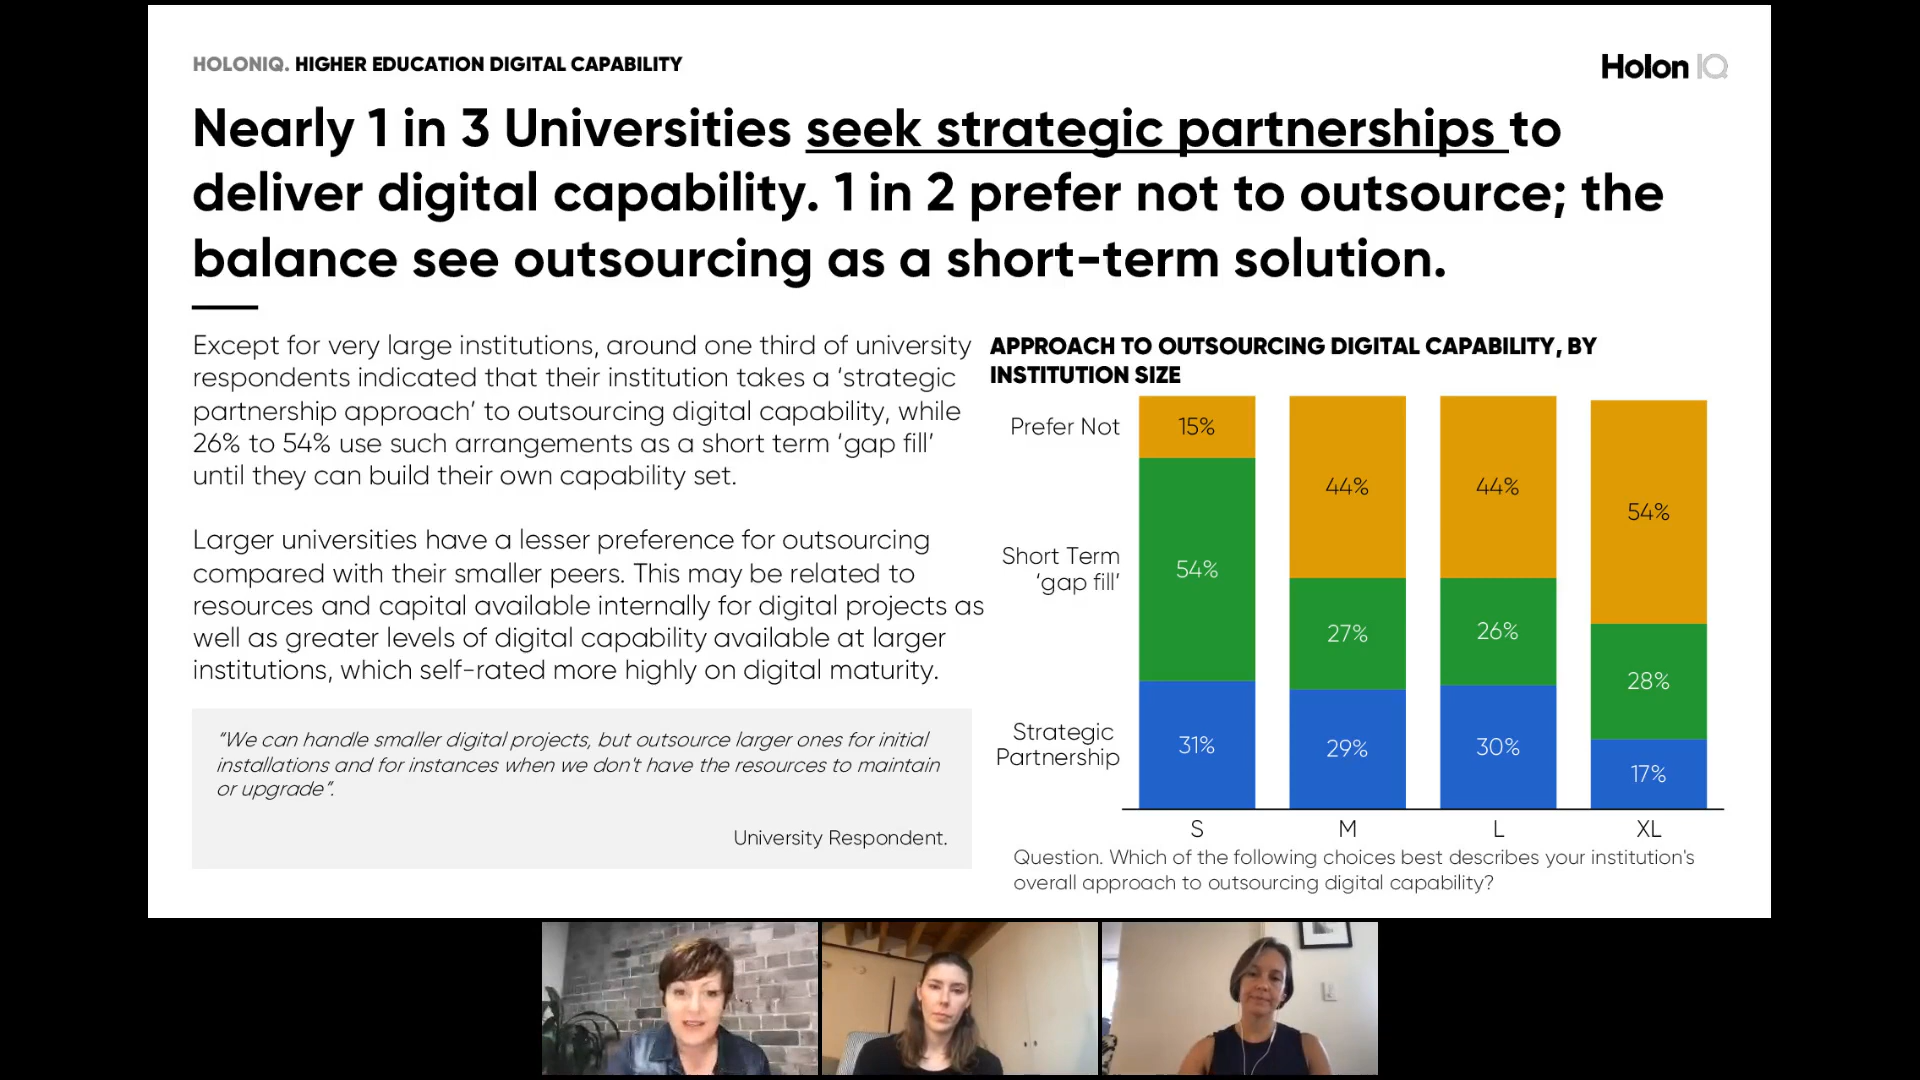 HOLONIQ. HIGHER EDUCATION DIGITAL CAPABILITY
Holon IQ
Nearly 1 in 3 Universities seek strategic partnerships to
deliver digital capability. 1 in 2 prefer not to outsource; the
balance see outsourcing as a short-term solution.
Except for very large institutions, around one third of university
respondents indicated that their institution takes a ‘strategic
partnership approach’ to outsourcing digital capability, while
26% to 54% use such arrangements as a short term ‘gap fill’
until they can build their own capability set.
Larger universities have a lesser preference for outsourcing
compared with their smaller peers. This may be related to
resources and capital available internally for digital projects as
well as greater levels of digital capability available at larger
institutions, which self-rated more highly on digital maturity.
“We can handle smaller digital projects, but outsource larger ones for initial
installations and for instances when we don't have the resources to maintain
or upgrade”.
University Respondent.
APPROACH TO OUTSOURCING DIGITAL CAPABILITY, BY
INSTITUTION SIZE
Prefer Not
15%
44%
44%
54%
Short Term
‘gap fill’
54%
27%
26%
28%
Strategic
Partnership
31%
29%
30%
17%
S
M
L
XL
Question. Which of the following choices best describes your institution's
overall approach to outsourcing digital capability?